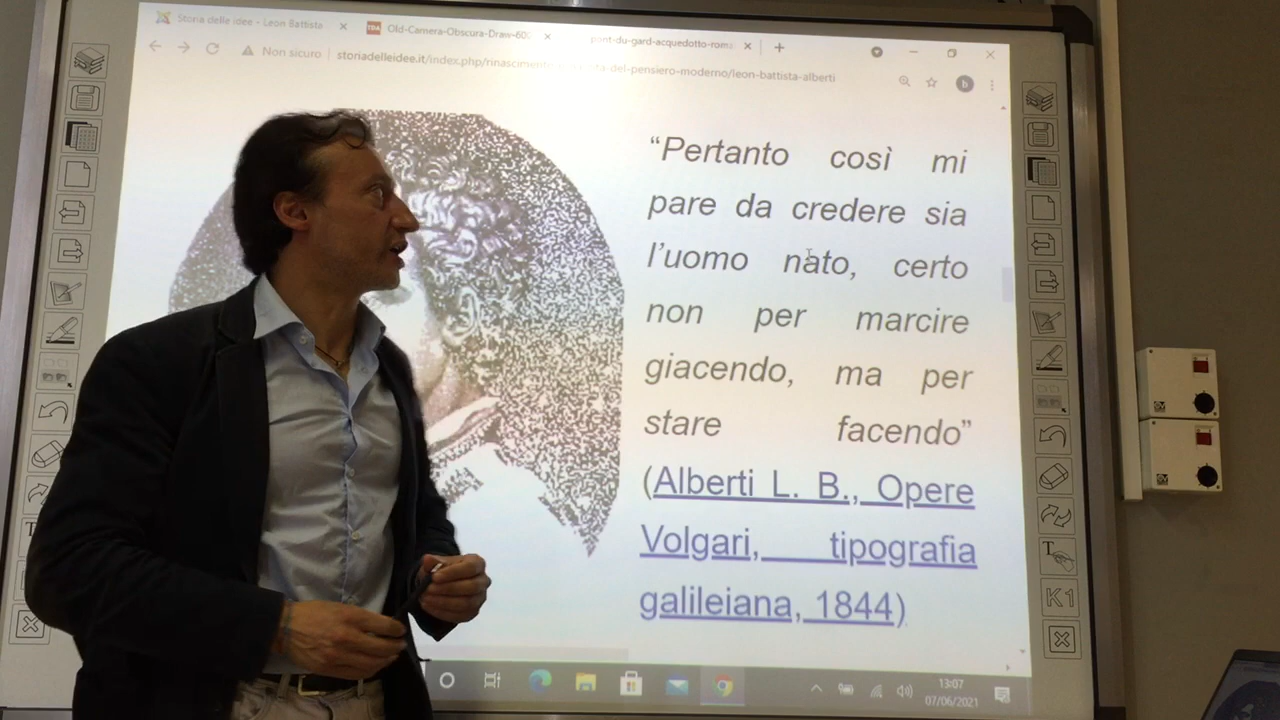 Storia delle idee - Leon Battista
TDA
Old-Camera-Obscura-Draw-600
pont-du-gard-acquedotto-roma
Non sicuro
storiadelleidee.it/index.php/rinascimento
del-pensiero-moderno/leon-battista-alberti
b
“Pertanto così mi
pare da credere sia
l’uomo nato, certo
non per marcire
giacendo, ma per
stare facendo”
(Alberti L. B., Opere
Volgari, tipografia
galileiana, 1844)
T
T
K1
13:07
07/06/2021